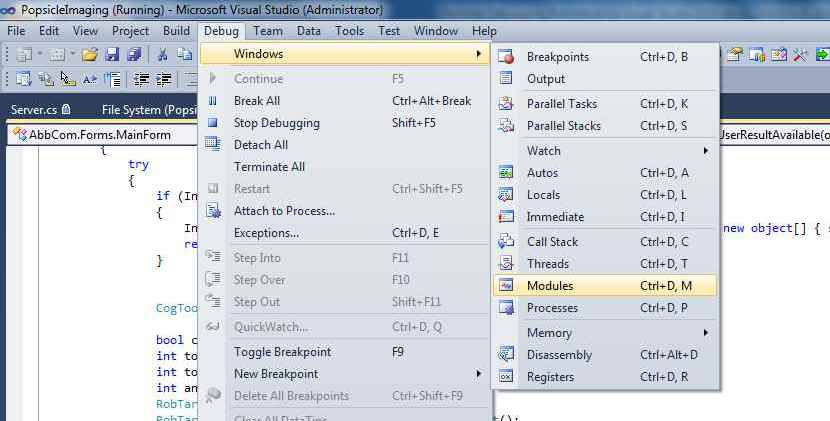 PopsicleImaging (Running) - Microsoft Visual Studio (Administrator)
File Edit View Project Build Debug Team Data Tools Test Window Help
Windows
Continue F5
Break All Ctrl+Alt+Break
Stop Debugging Shift+F5
Detach All
Terminate All
Restart Ctrl+Shift+F5
Attach to Process...
Exceptions... Ctrl+D, E
Step Into F11
Step Over F10
Step Out Shift+F11
QuickWatch... Ctrl+D, Q
Toggle Breakpoint F9
New Breakpoint
Delete All Breakpoints Ctrl+Shift+F9
Clear All DataTips
Breakpoints Ctrl+D, B
Output
Parallel Tasks Ctrl+D, K
Parallel Stacks Ctrl+D, S
Watch
Autos Ctrl+D, A
Locals Ctrl+D, L
Immediate Ctrl+D, I
Call Stack Ctrl+D, C
Threads Ctrl+D, T
Modules Ctrl+D, M
Processes Ctrl+D, P
Memory
Disassembly Ctrl+Alt+D
Registers Ctrl+D, R
Server.cs File System (Popsi
AbbCom.Forms.MainForm UserResultAvailable(o
{
try
{
if (In
{
In new object[] { s
re
}
CogToo
bool c
int to
int to
int an
RobTar
RobTar ();